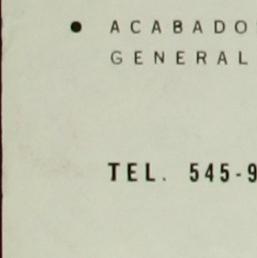 ● ACABADO
GENERAL
TEL. 545-9